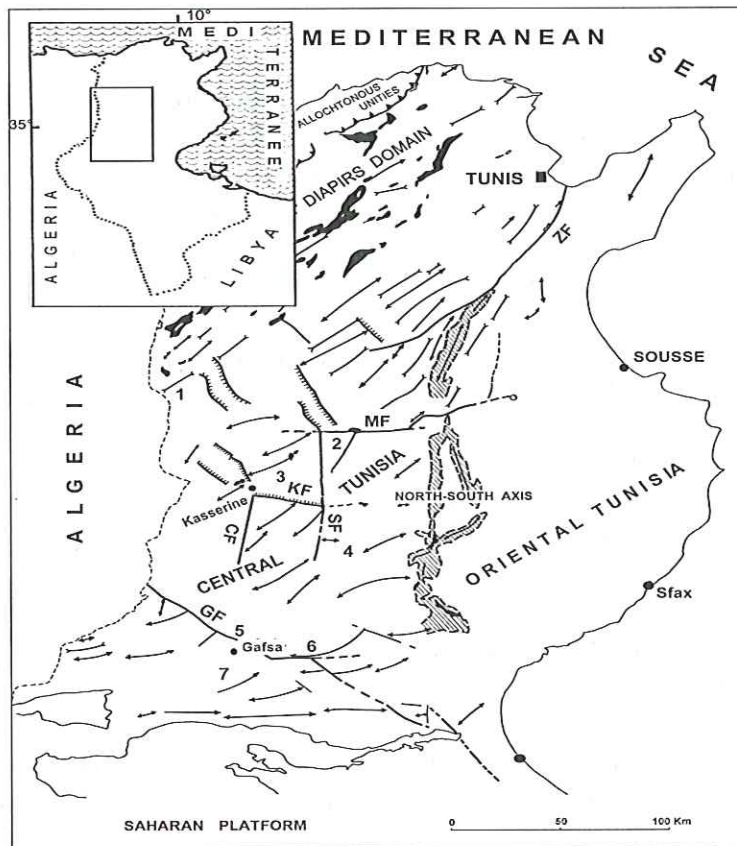 10°
MEDI
TERRANEE
35°
ALGERIA
LIBYA
MEDITERRANEAN
SEA
ALLOCHTONOUS
UNITIES
DIAPIRS DOMAIN
TUNIS
ZF
SOUSSE
ALGERIA
1
MF
2
3
TUNISIA
KF
Kasserine
NORTH-SOUTH AXIS
SF
CF
4
ORIENTAL TUNISIA
CENTRAL
Sfax
GF
5
Gafsa
6
7
SAHARAN PLATFORM
0
50
100 Km